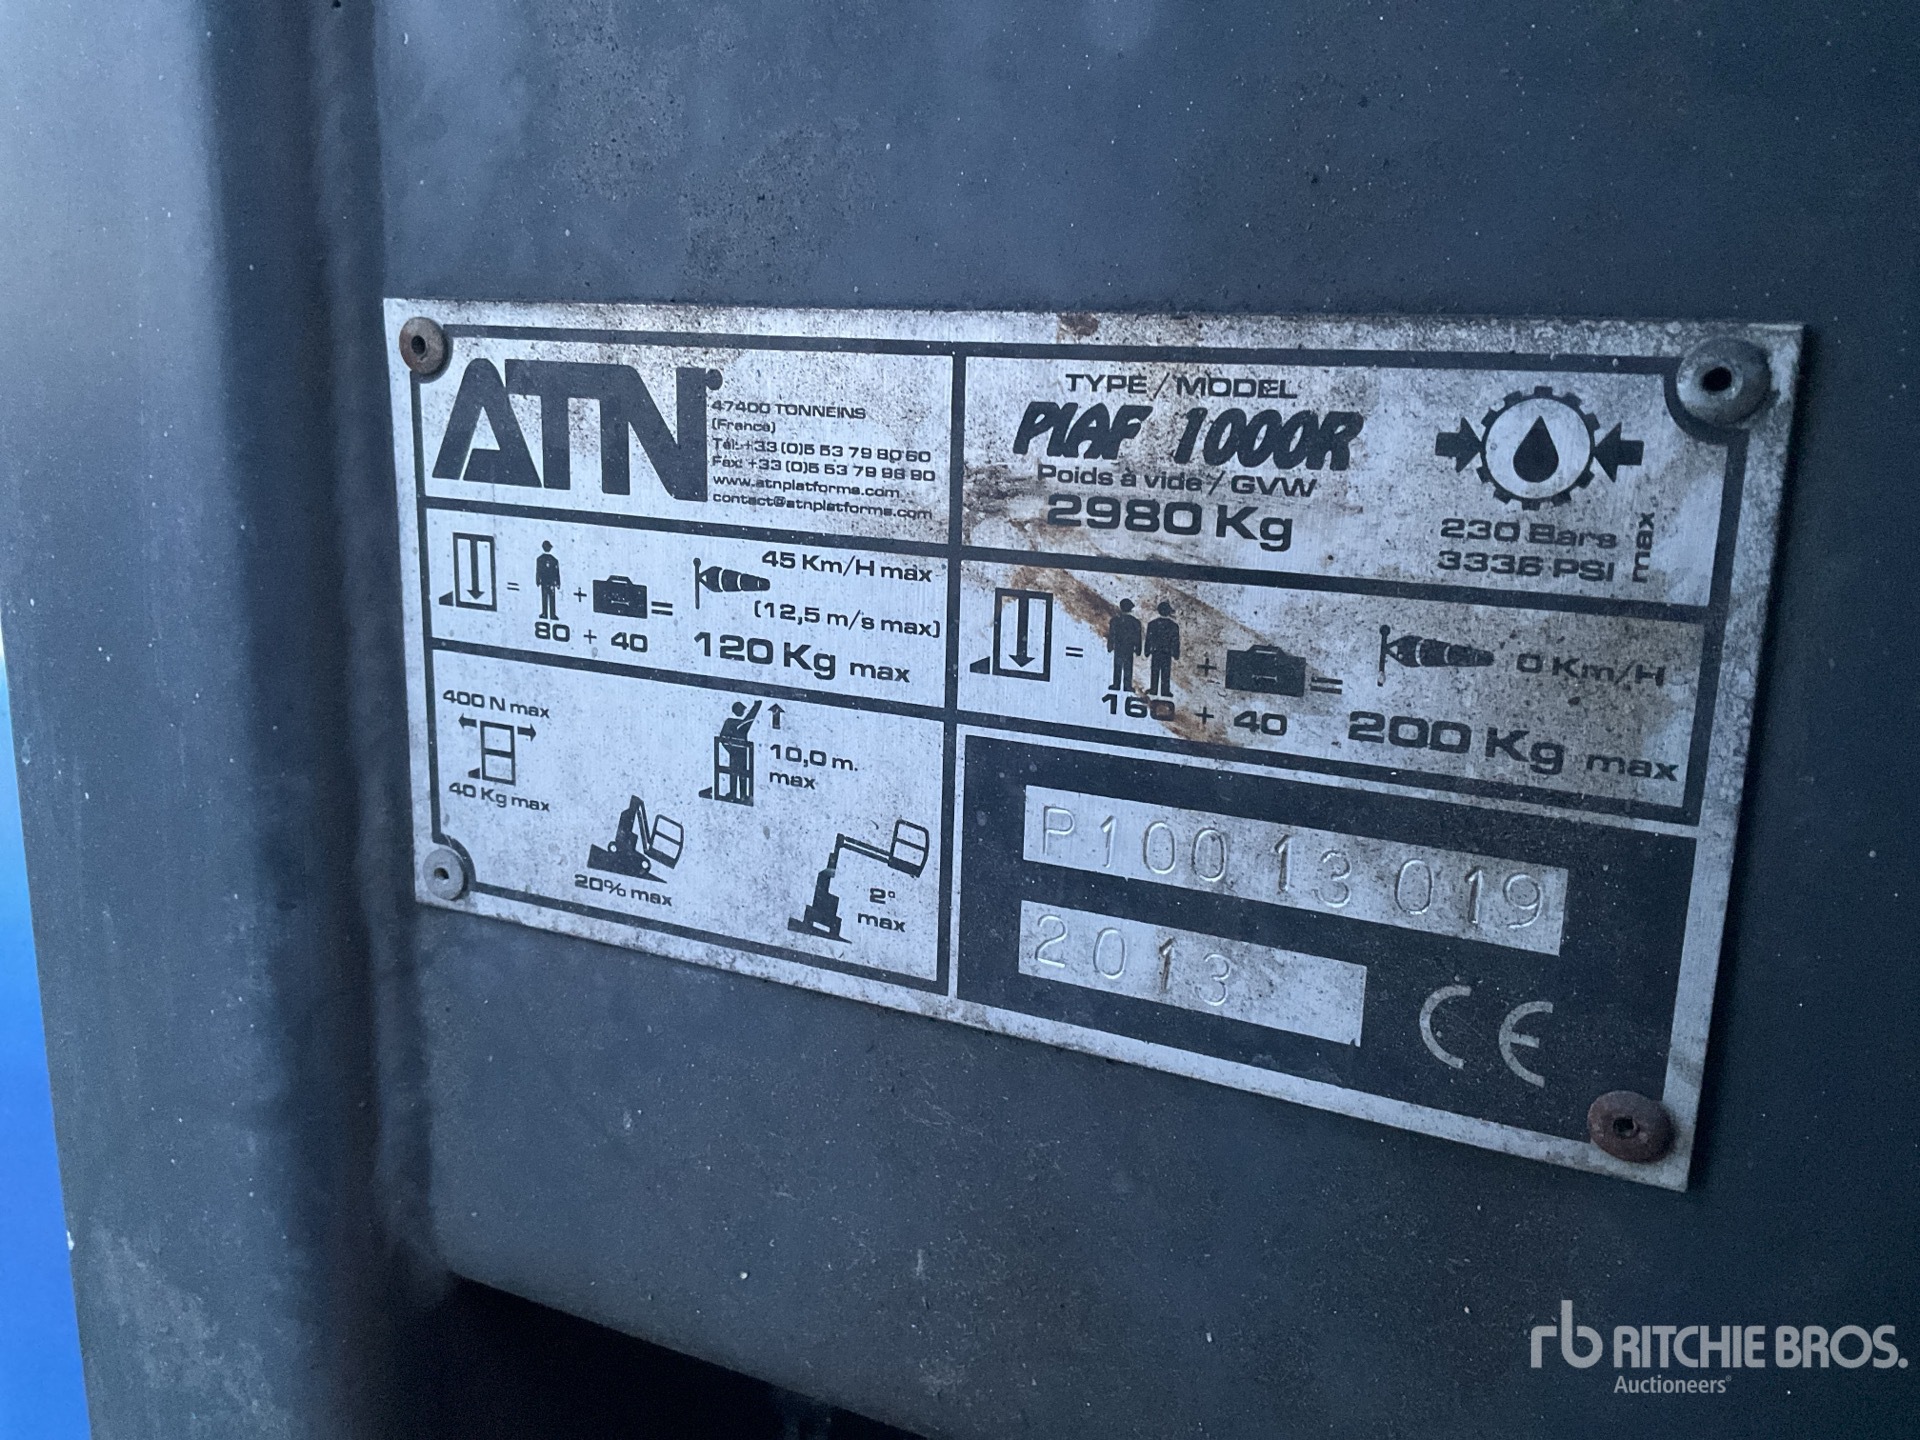 ATN
47400 TONNEINS
(France)
Tél:+33 (0)5 53 79 80 60
Fax: +33 (0)5 53 79 98 90
www.atnplatforms.com
contact@atnplatforms.com
TYPE / MODEL
PIAF 1000R
Poids à vide / GVW
2980 Kg
230 Bars
3336 PSI
max
= 80 + 40 =
45 Km/H max
(12,5 m/s max)
120 Kg max
= 160 + 40 =
0 Km/H
200 Kg max
400 N max
40 Kg max
10,0 m.
max
20% max
2°
max
P100 13 019
2013
CE
rb RITCHIE BROS.
Auctioneers